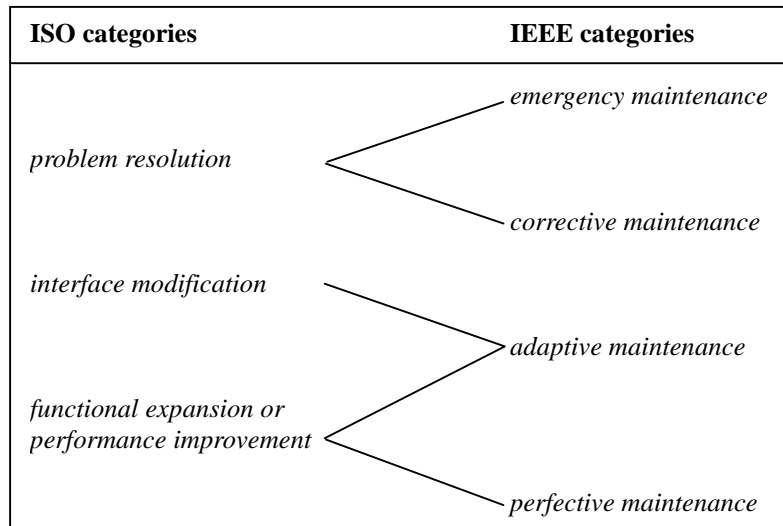 ISO categories IEEE categories
emergency maintenance
problem resolution
corrective maintenance
interface modification
adaptive maintenance
functional expansion or
performance improvement
perfective maintenance